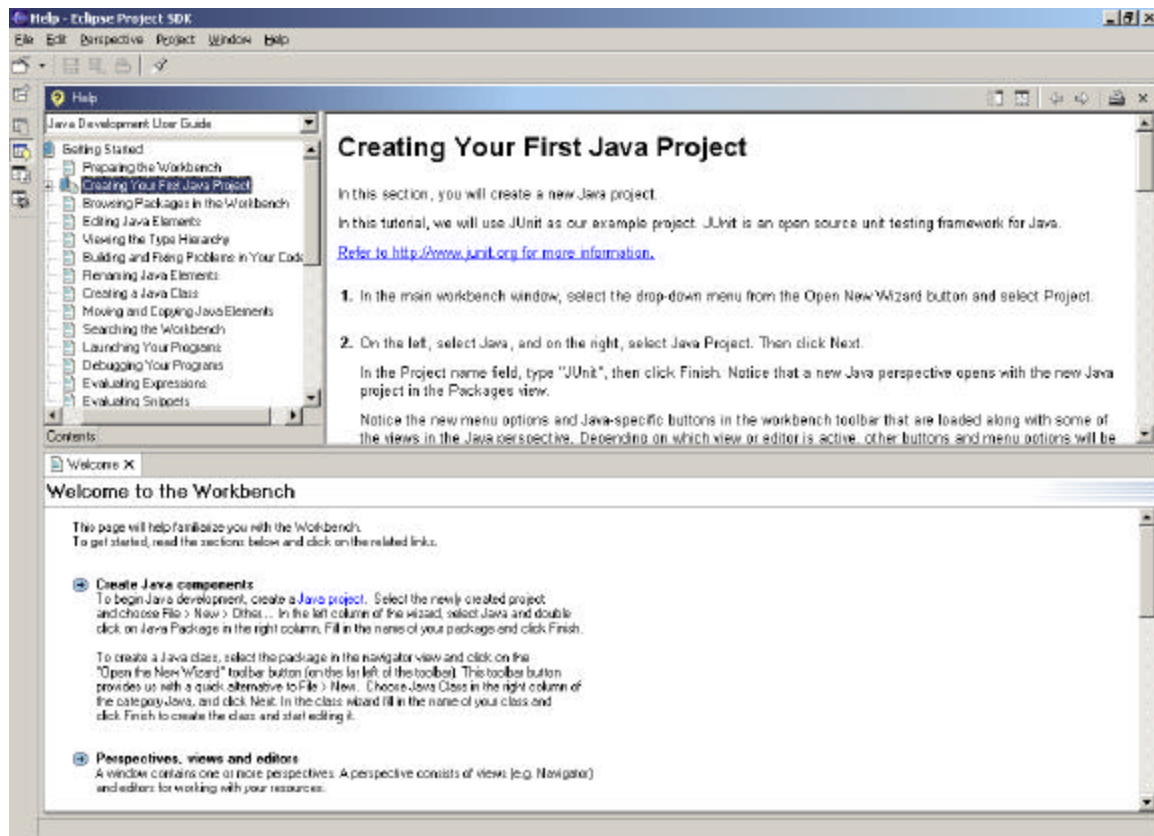 Help - Eclipse Project SDK
File Edit Perspective Project Window Help
Help
Java Development User Guide
Getting Started
Preparing the Workbench
Creating Your First Java Project
Browsing Packages in the Workbench
Editing Java Elements
Viewing the Type Hierarchy
Building and Fixing Problems in Your Code
Renaming Java Elements
Creating a Java Class
Moving and Copying Java Elements
Searching the Workbench
Launching Your Programs
Debugging Your Programs
Evaluating Expressions
Evaluating Snippets
Contents
Creating Your First Java Project
In this section, you will create a new Java project.
In this tutorial, we will use JUnit as our example project. JUnit is an open source unit testing framework for Java.
Refer to http://www.junit.org for more information.
1. In the main workbench window, select the drop-down menu from the Open New Wizard button and select Project.
2. On the left, select Java, and on the right, select Java Project. Then click Next.
In the Project name field, type "JUnit", then click Finish. Notice that a new Java perspective opens with the new Java
project in the Packages view.
Notice the new menu options and Java-specific buttons in the workbench toolbar that are loaded along with some of
the views in the Java perspective. Depending on which view or editor is active, other buttons and menu options will be
Welcome
Welcome to the Workbench
This page will help familiarize you with the Workbench.
To get started, read the sections below and click on the related links.
Create Java components
To begin Java development, create a Java project. Select the newly created project
and choose File > New > Other... In the left column of the wizard, select Java and double
click on Java Package in the right column. Fill in the name of your package and click Finish.
To create a Java class, select the package in the navigator view and click on the
"Open the New Wizard" toolbar button (on the far left of the toolbar). This toolbar button
provides us with a quick alternative to File > New. Choose Java Class in the right column of
the category Java, and click Next. In the class wizard fill in the name of your class and
click Finish to create the class and start editing it.
Perspectives, views and editors
A window contains one or more perspectives. A perspective consists of views (e.g. Navigator)
and editors for working with your resources.